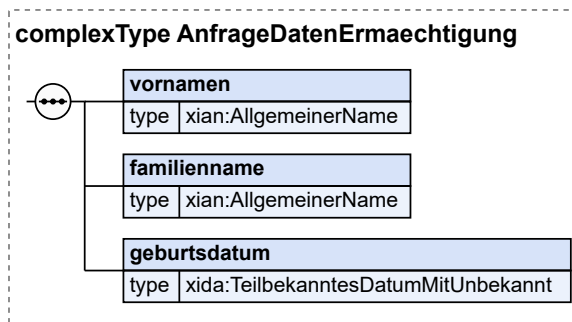 complexType AnfrageDatenErmaechtigung
vornamen
type xian:AllgemeinerName
familienname
type xian:AllgemeinerName
geburtsdatum
type xida:TeilbekanntesDatumMitUnbekannt